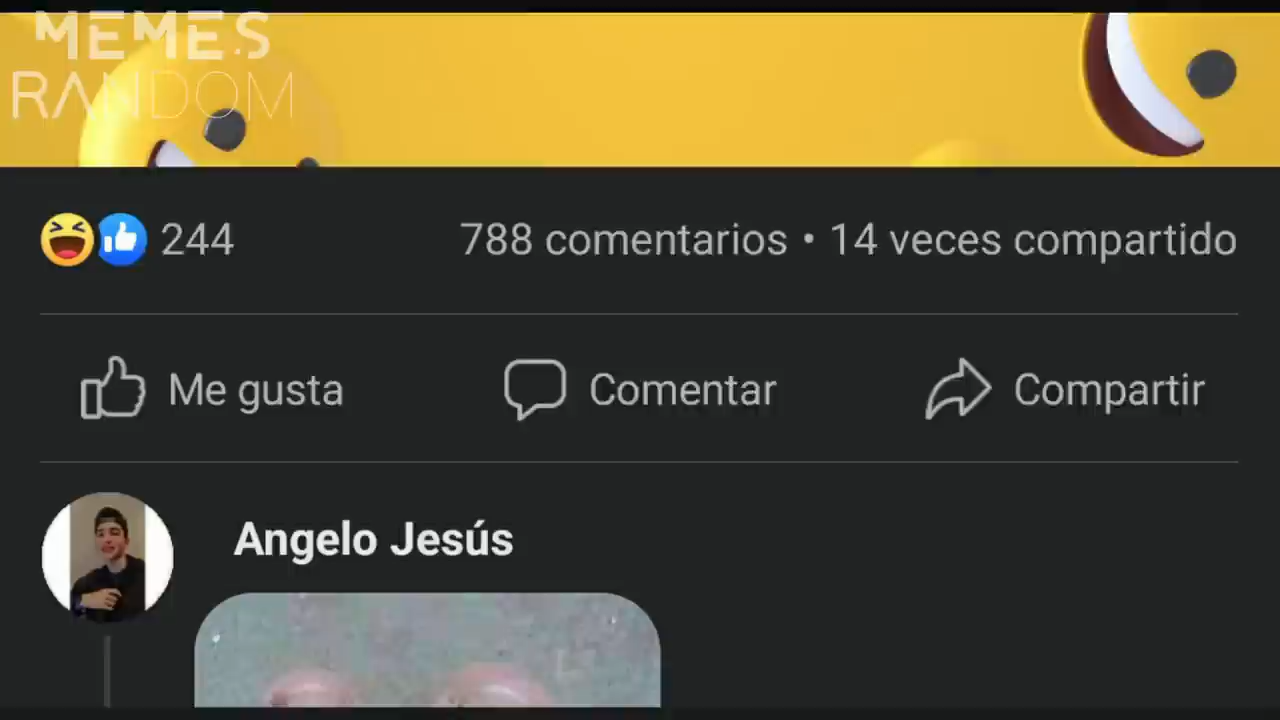 MEMES
RANDOM
244
788 comentarios • 14 veces compartido
Me gusta
Comentar
Compartir
Angelo Jesús